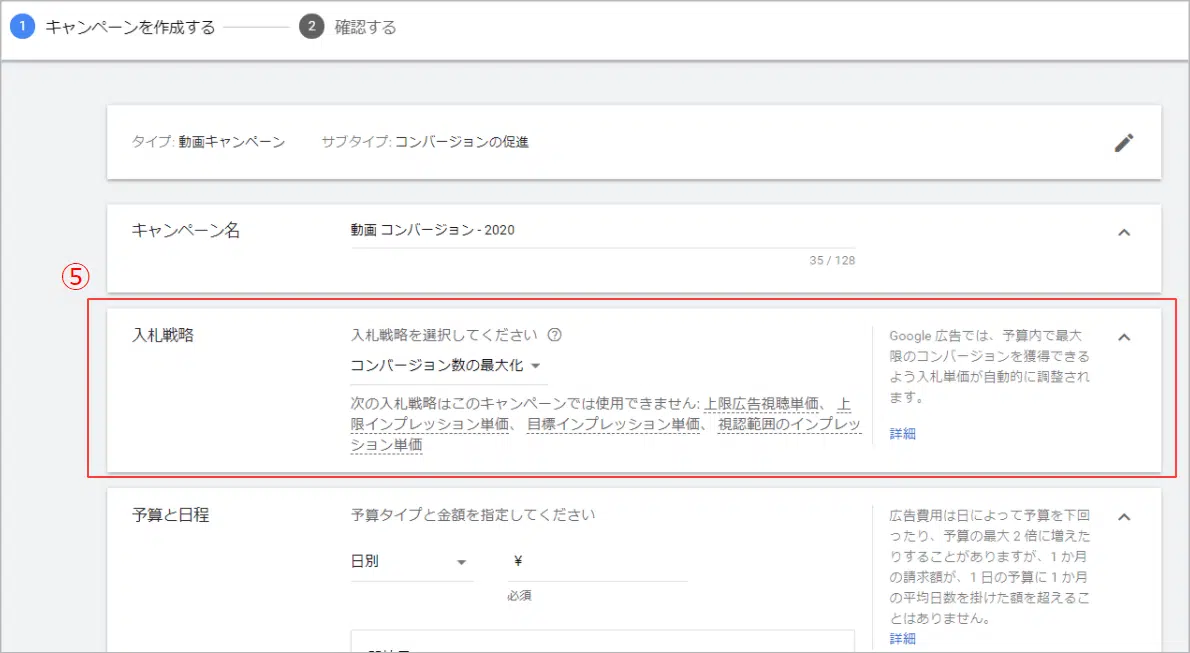 1 キャンペーンを作成する 2 確認する
タイプ: 動画キャンペーン サブタイプ: コンバージョンの促進
キャンペーン名 動画 コンバージョン - 2020
35 / 128
⑤
入札戦略 入札戦略を選択してください ?
コンバージョン数の最大化
次の入札戦略はこのキャンペーンでは使用できません: 上限広告視聴単価、 上
限インプレッション単価、 目標インプレッション単価、 視認範囲のインプレッ
ション単価
Google 広告では、予算内で最大
限のコンバージョンを獲得できる
よう入札単価が自動的に調整され
ます。
詳細
予算と日程 予算タイプと金額を指定してください
日別 ¥
必須
広告費用は日によって予算を下回
ったり、予算の最大 2 倍に増えた
りすることがありますが、1 か月
の請求額が、1 日の予算に 1 か月
の平均日数を掛けた額を超えるこ
とはありません。
詳細